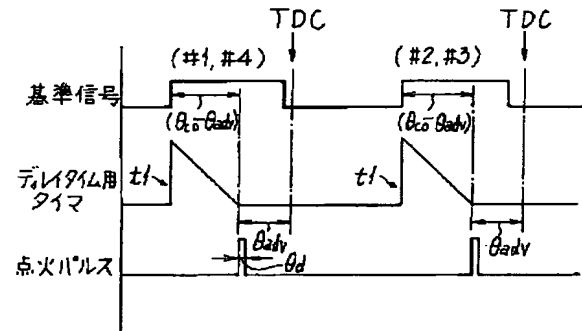 TDC TDC
(#1,#4) (#2,#3)
基準信号
(θco-θadv) (θco-θadv)
t1 t1
ディレイタイム用
タイマ
θadv θadv
点火パルス
θd